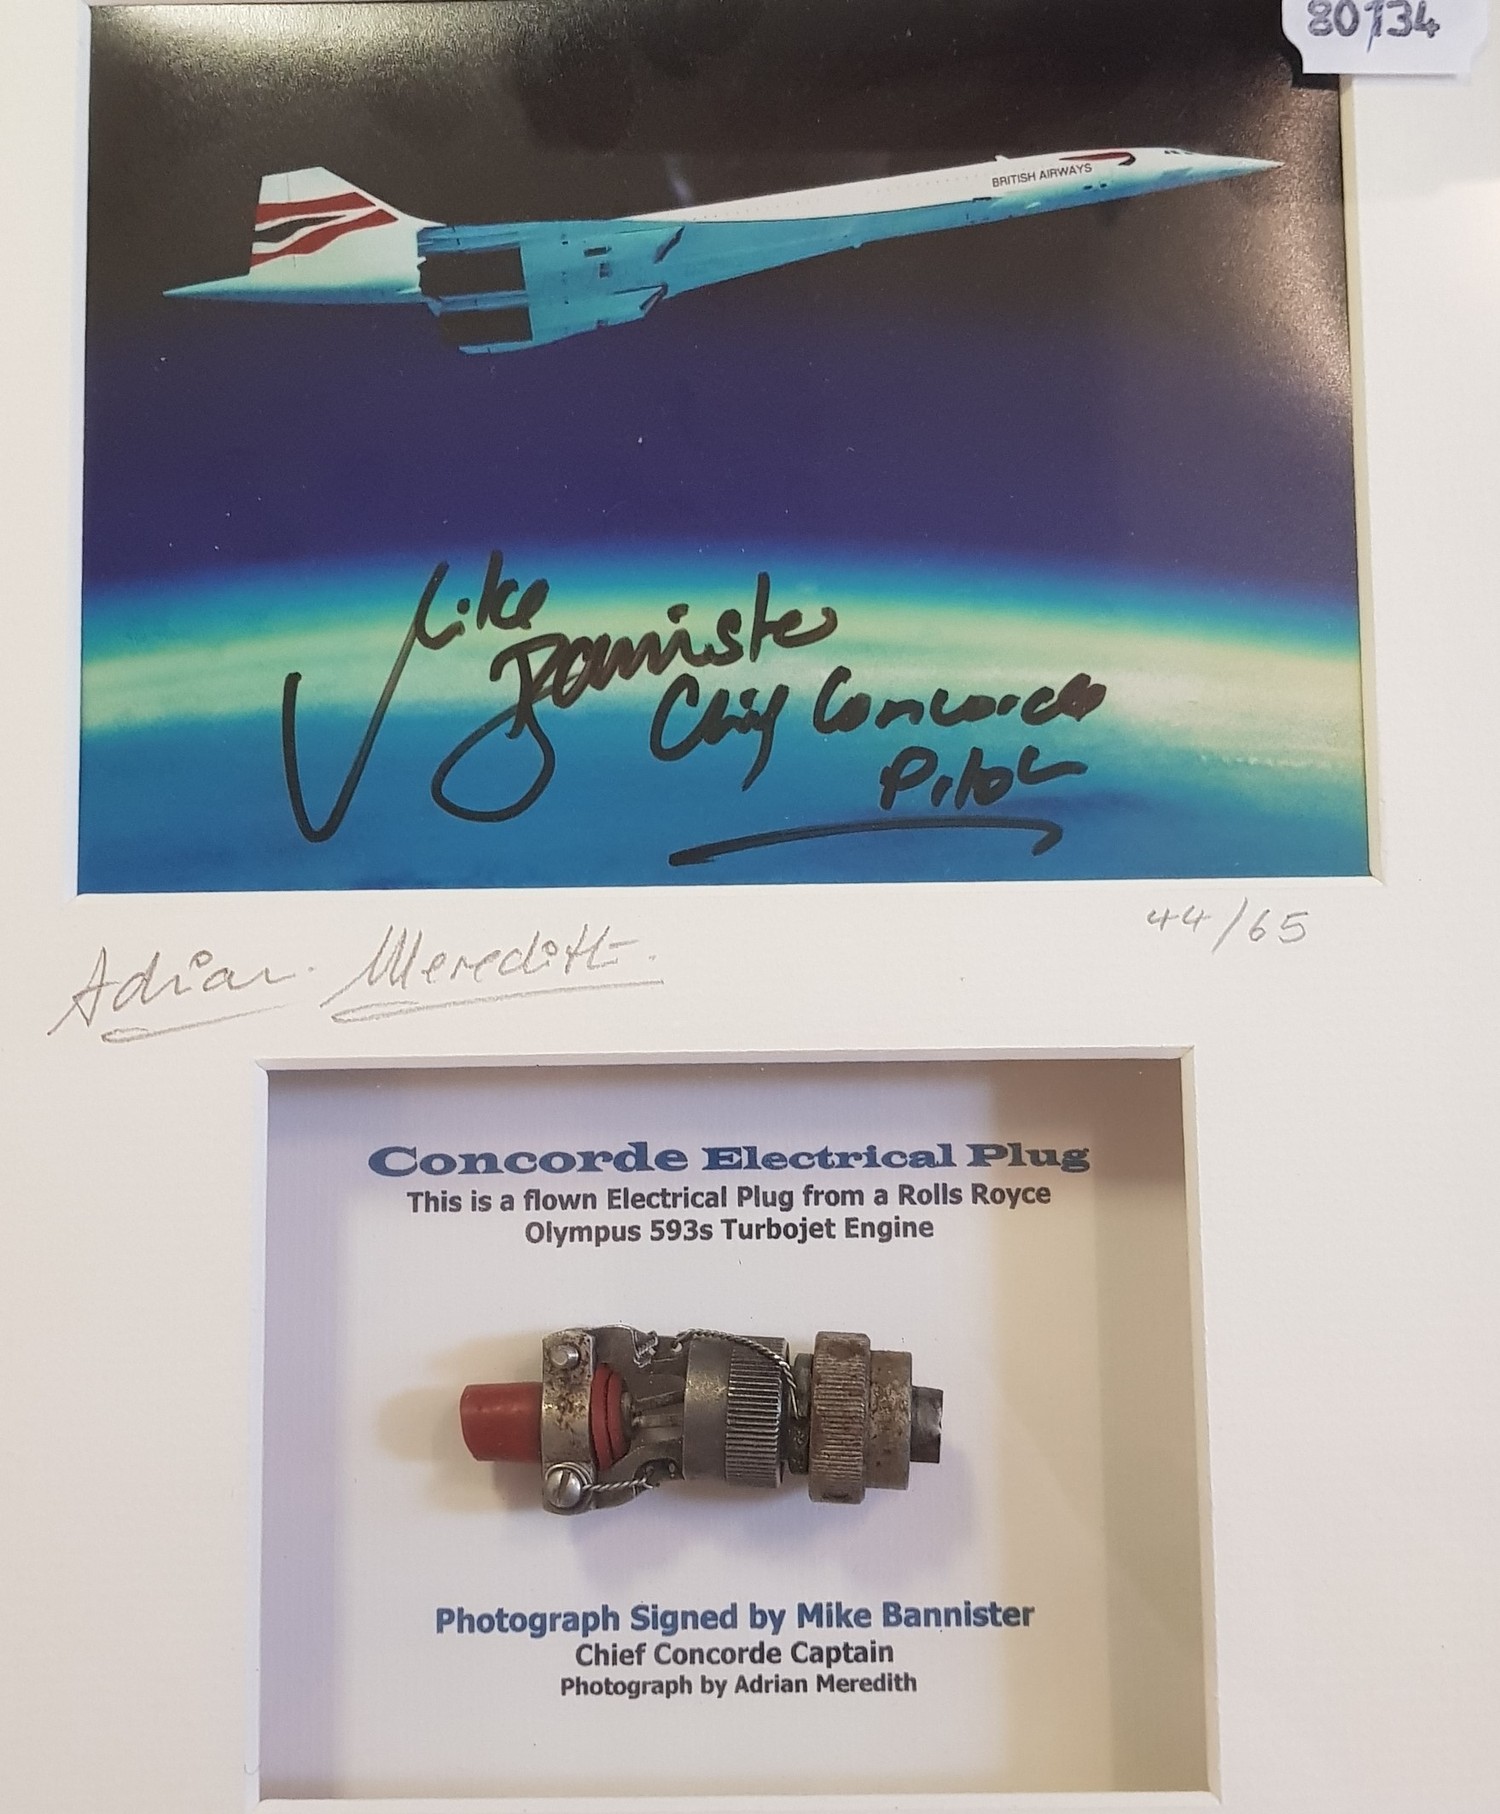 80134
BRITISH AIRWAYS
Mike
Bannister
Chief Concorde
Pilot
44/65
Adrian Meredith.
Concorde Electrical Plug
This is a flown Electrical Plug from a Rolls Royce
Olympus 593s Turbojet Engine
Photograph Signed by Mike Bannister
Chief Concorde Captain
Photograph by Adrian Meredith